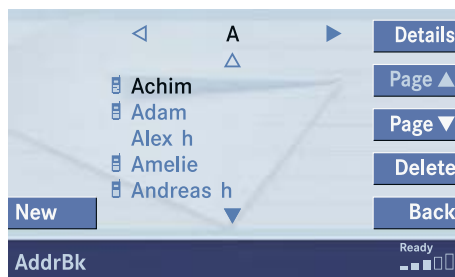 A
Details
Achim
Page
Adam
Alex h
Page
Amelie
Delete
Andreas h
New
Back
AddrBk
Ready